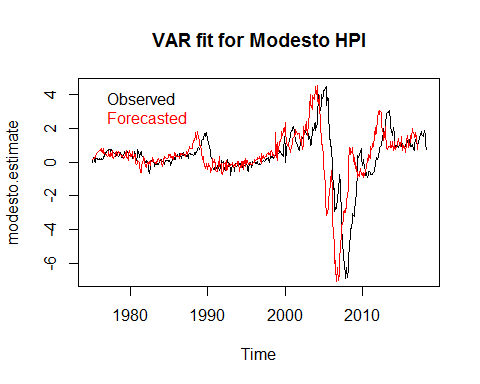 VAR fit for Modesto HPI
Observed
Forecasted
modesto.estimate
4
2
0
-2
-4
-6
1980 1990 2000 2010
Time